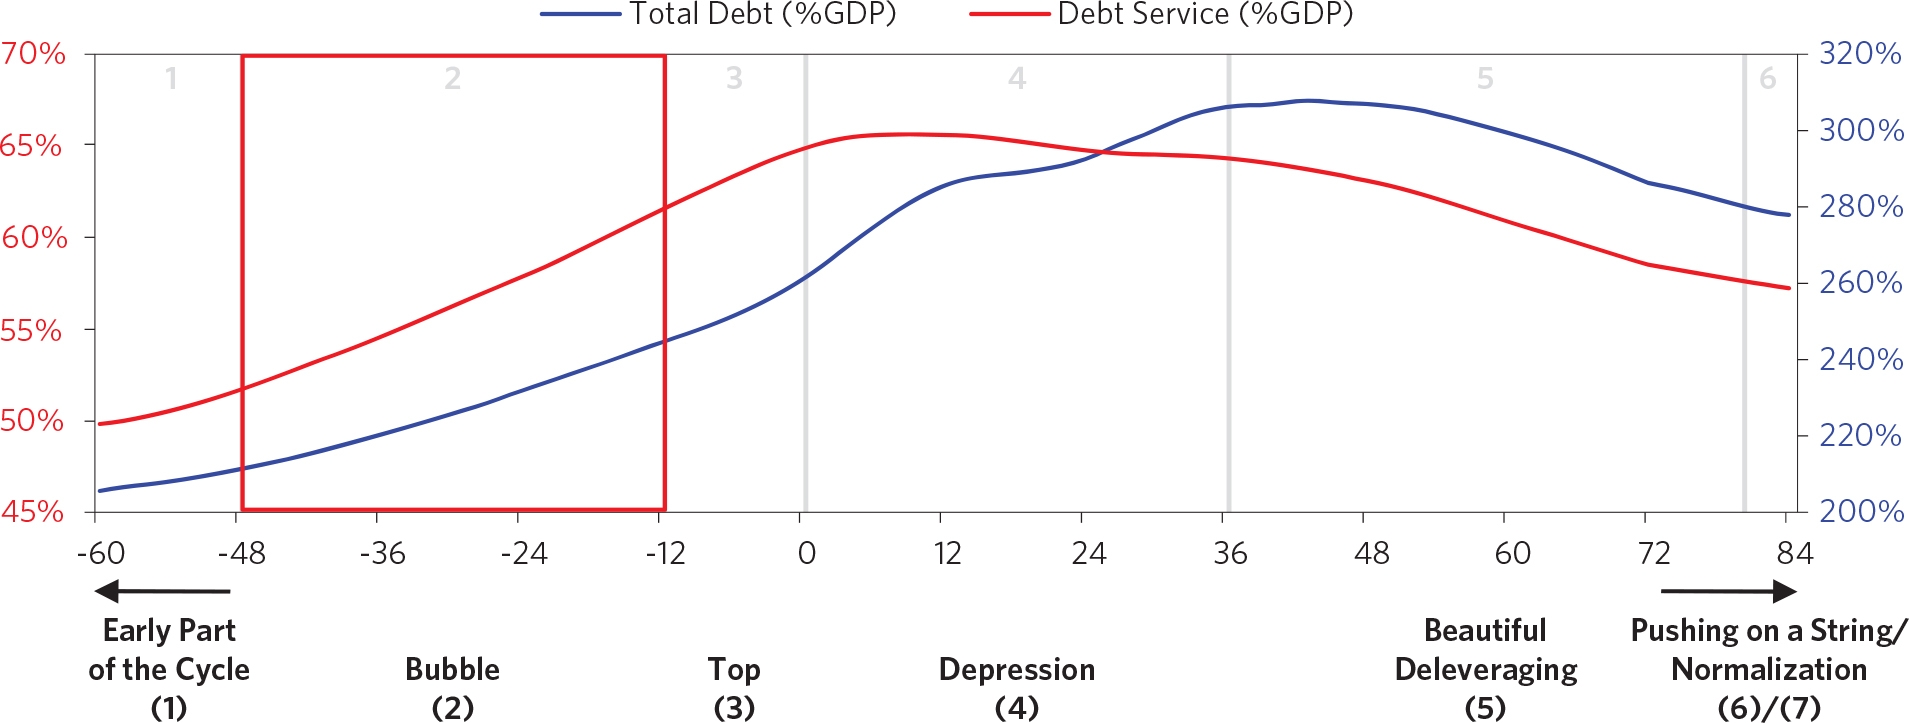 Total Debt (%GDP) Debt Service (%GDP)
70% 320%
1 2 3 4 5 6
65% 300%
60% 280%
260%
55%
240%
50% 220%
45% 200%
-60 -48 -36 -24 -12 0 12 24 36 48 60 72 84
Early Part Beautiful Pushing on a String/
of the Cycle Bubble Top Depression Deleveraging Normalization
(1) (2) (3) (4) (5) (6)/(7)